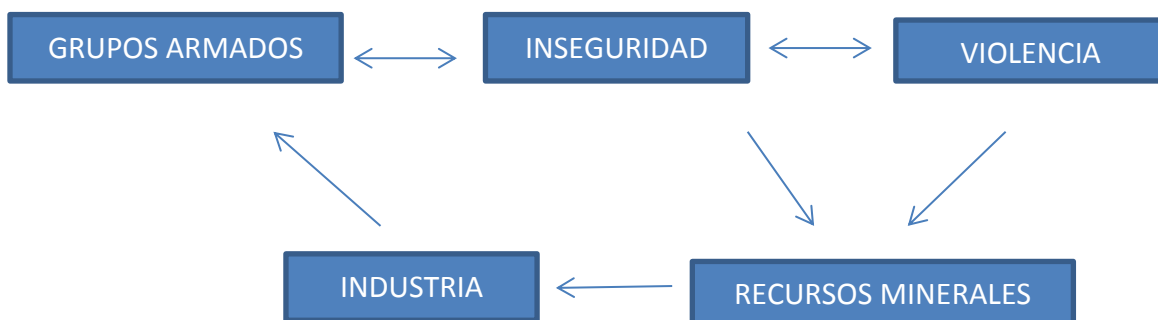 GRUPOS ARMADOS
INSEGURIDAD
VIOLENCIA
INDUSTRIA
RECURSOS MINERALES